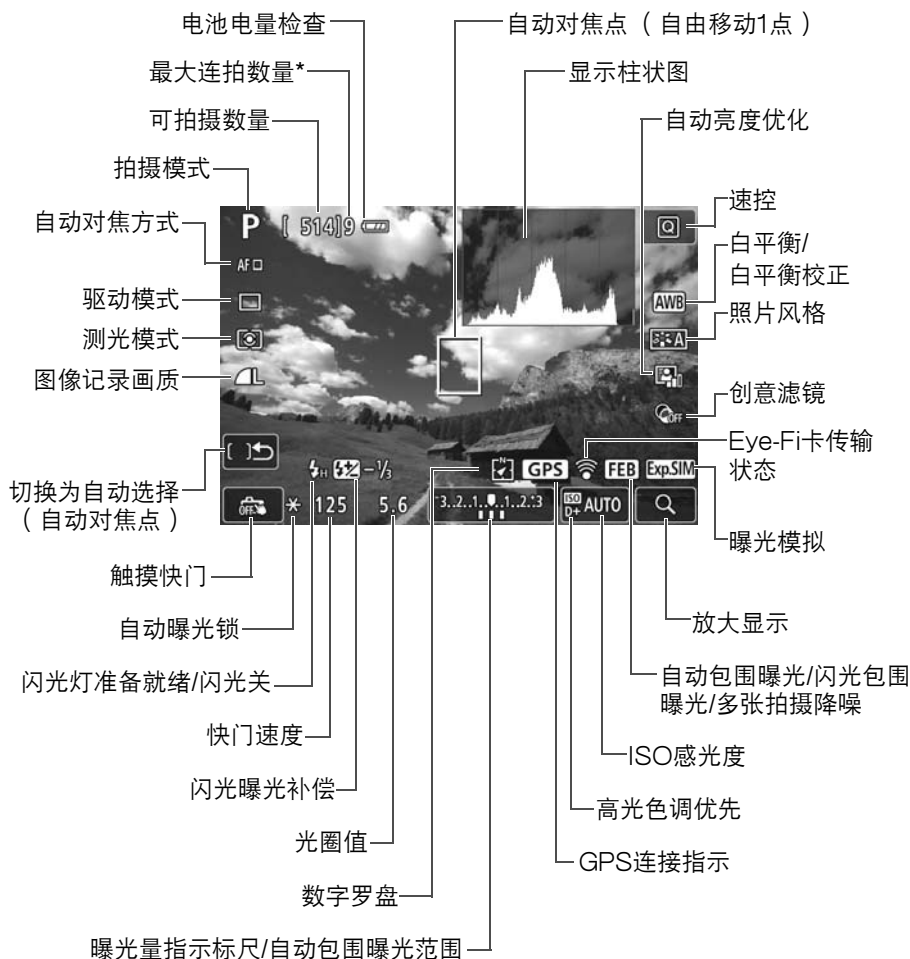 电池电量检查
自动对焦点（自由移动1点）
最大连拍数量*
显示柱状图
可拍摄数量
自动亮度优化
拍摄模式
速控
自动对焦方式
白平衡/
白平衡校正
驱动模式
照片风格
测光模式
图像记录画质
创意滤镜
Eye-Fi卡传输
状态
切换为自动选择
（自动对焦点）
曝光模拟
触摸快门
放大显示
自动曝光锁
自动包围曝光/闪光包围
曝光/多张拍摄降噪
闪光灯准备就绪/闪光关
快门速度
ISO感光度
闪光曝光补偿
高光色调优先
光圈值
GPS连接指示
数字罗盘
曝光量指示标尺/自动包围曝光范围
P [ 514]9
Q
AF
AWB
A
L
OFF
N GPS FEB Exp.SIM
H -1/3
OFF 125 5.6 -3..2..1..0..1..2.:3 ISO D+ AUTO